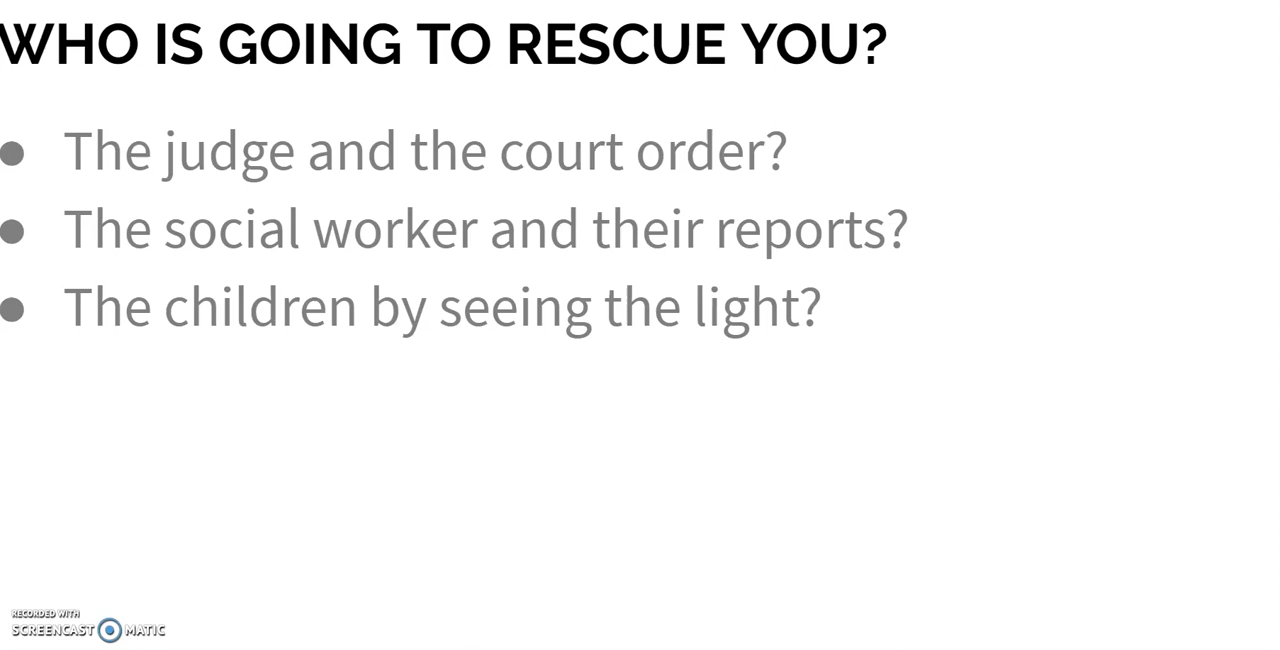 WHO IS GOING TO RESCUE YOU?
● The judge and the court order?
● The social worker and their reports?
● The children by seeing the light?
RECORDED WITH
SCREENCAST MATIC